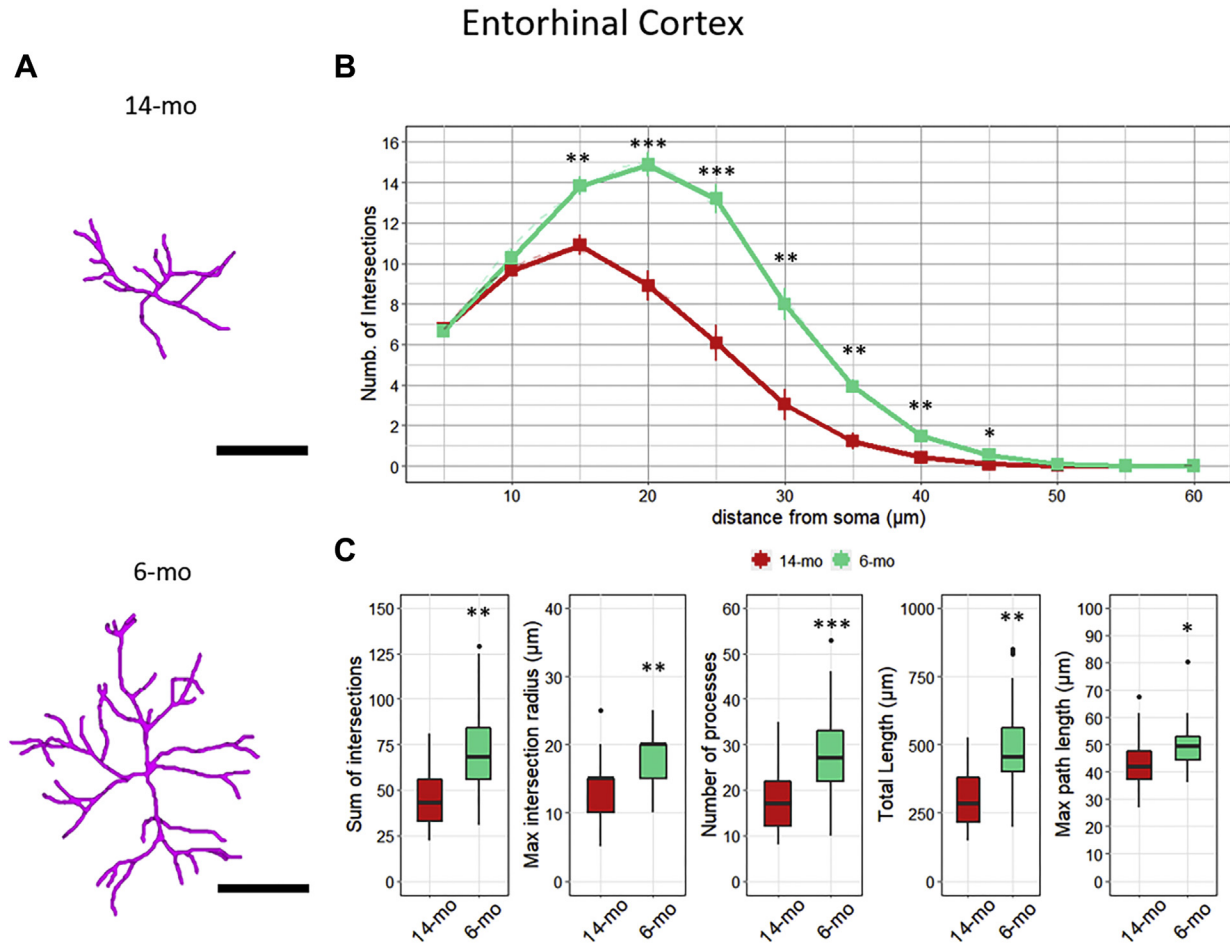 Entorhinal Cortex
A
14-mo
6-mo
B
Numb. of Intersections
16
14
12
10
8
6
4
2
0
** *** *** ** ** ** *
10 20 30 40 50 60
distance from soma (µm)
14-mo 6-mo
C
Sum of intersections
150
125
100
75
50
25
0
**
14-mo 6-mo
Max intersection radius (µm)
40
30
20
10
0
**
14-mo 6-mo
Number of processes
60
50
40
30
20
10
0
***
14-mo 6-mo
Total Length (µm)
1000
750
500
250
0
**
14-mo 6-mo
Max path length (µm)
100
90
80
70
60
50
40
30
20
10
0
*
14-mo 6-mo